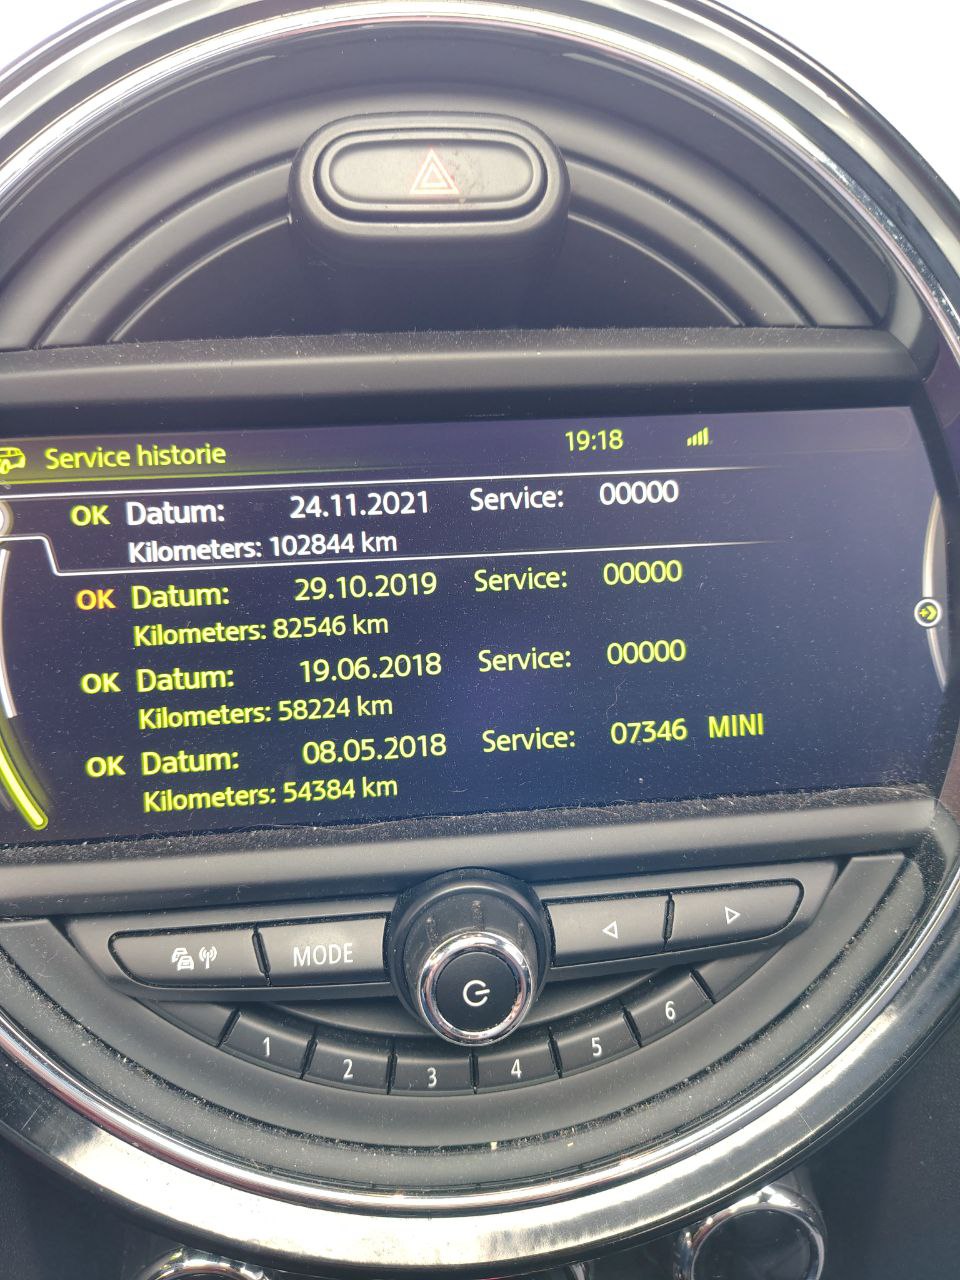 Service historie 19:18
OK Datum: 24.11.2021 Service: 00000
Kilometers: 102844 km
OK Datum: 29.10.2019 Service: 00000
Kilometers: 82546 km
OK Datum: 19.06.2018 Service: 00000
Kilometers: 58224 km
OK Datum: 08.05.2018 Service: 07346 MINI
Kilometers: 54384 km
MODE
1 2 3 4 5 6